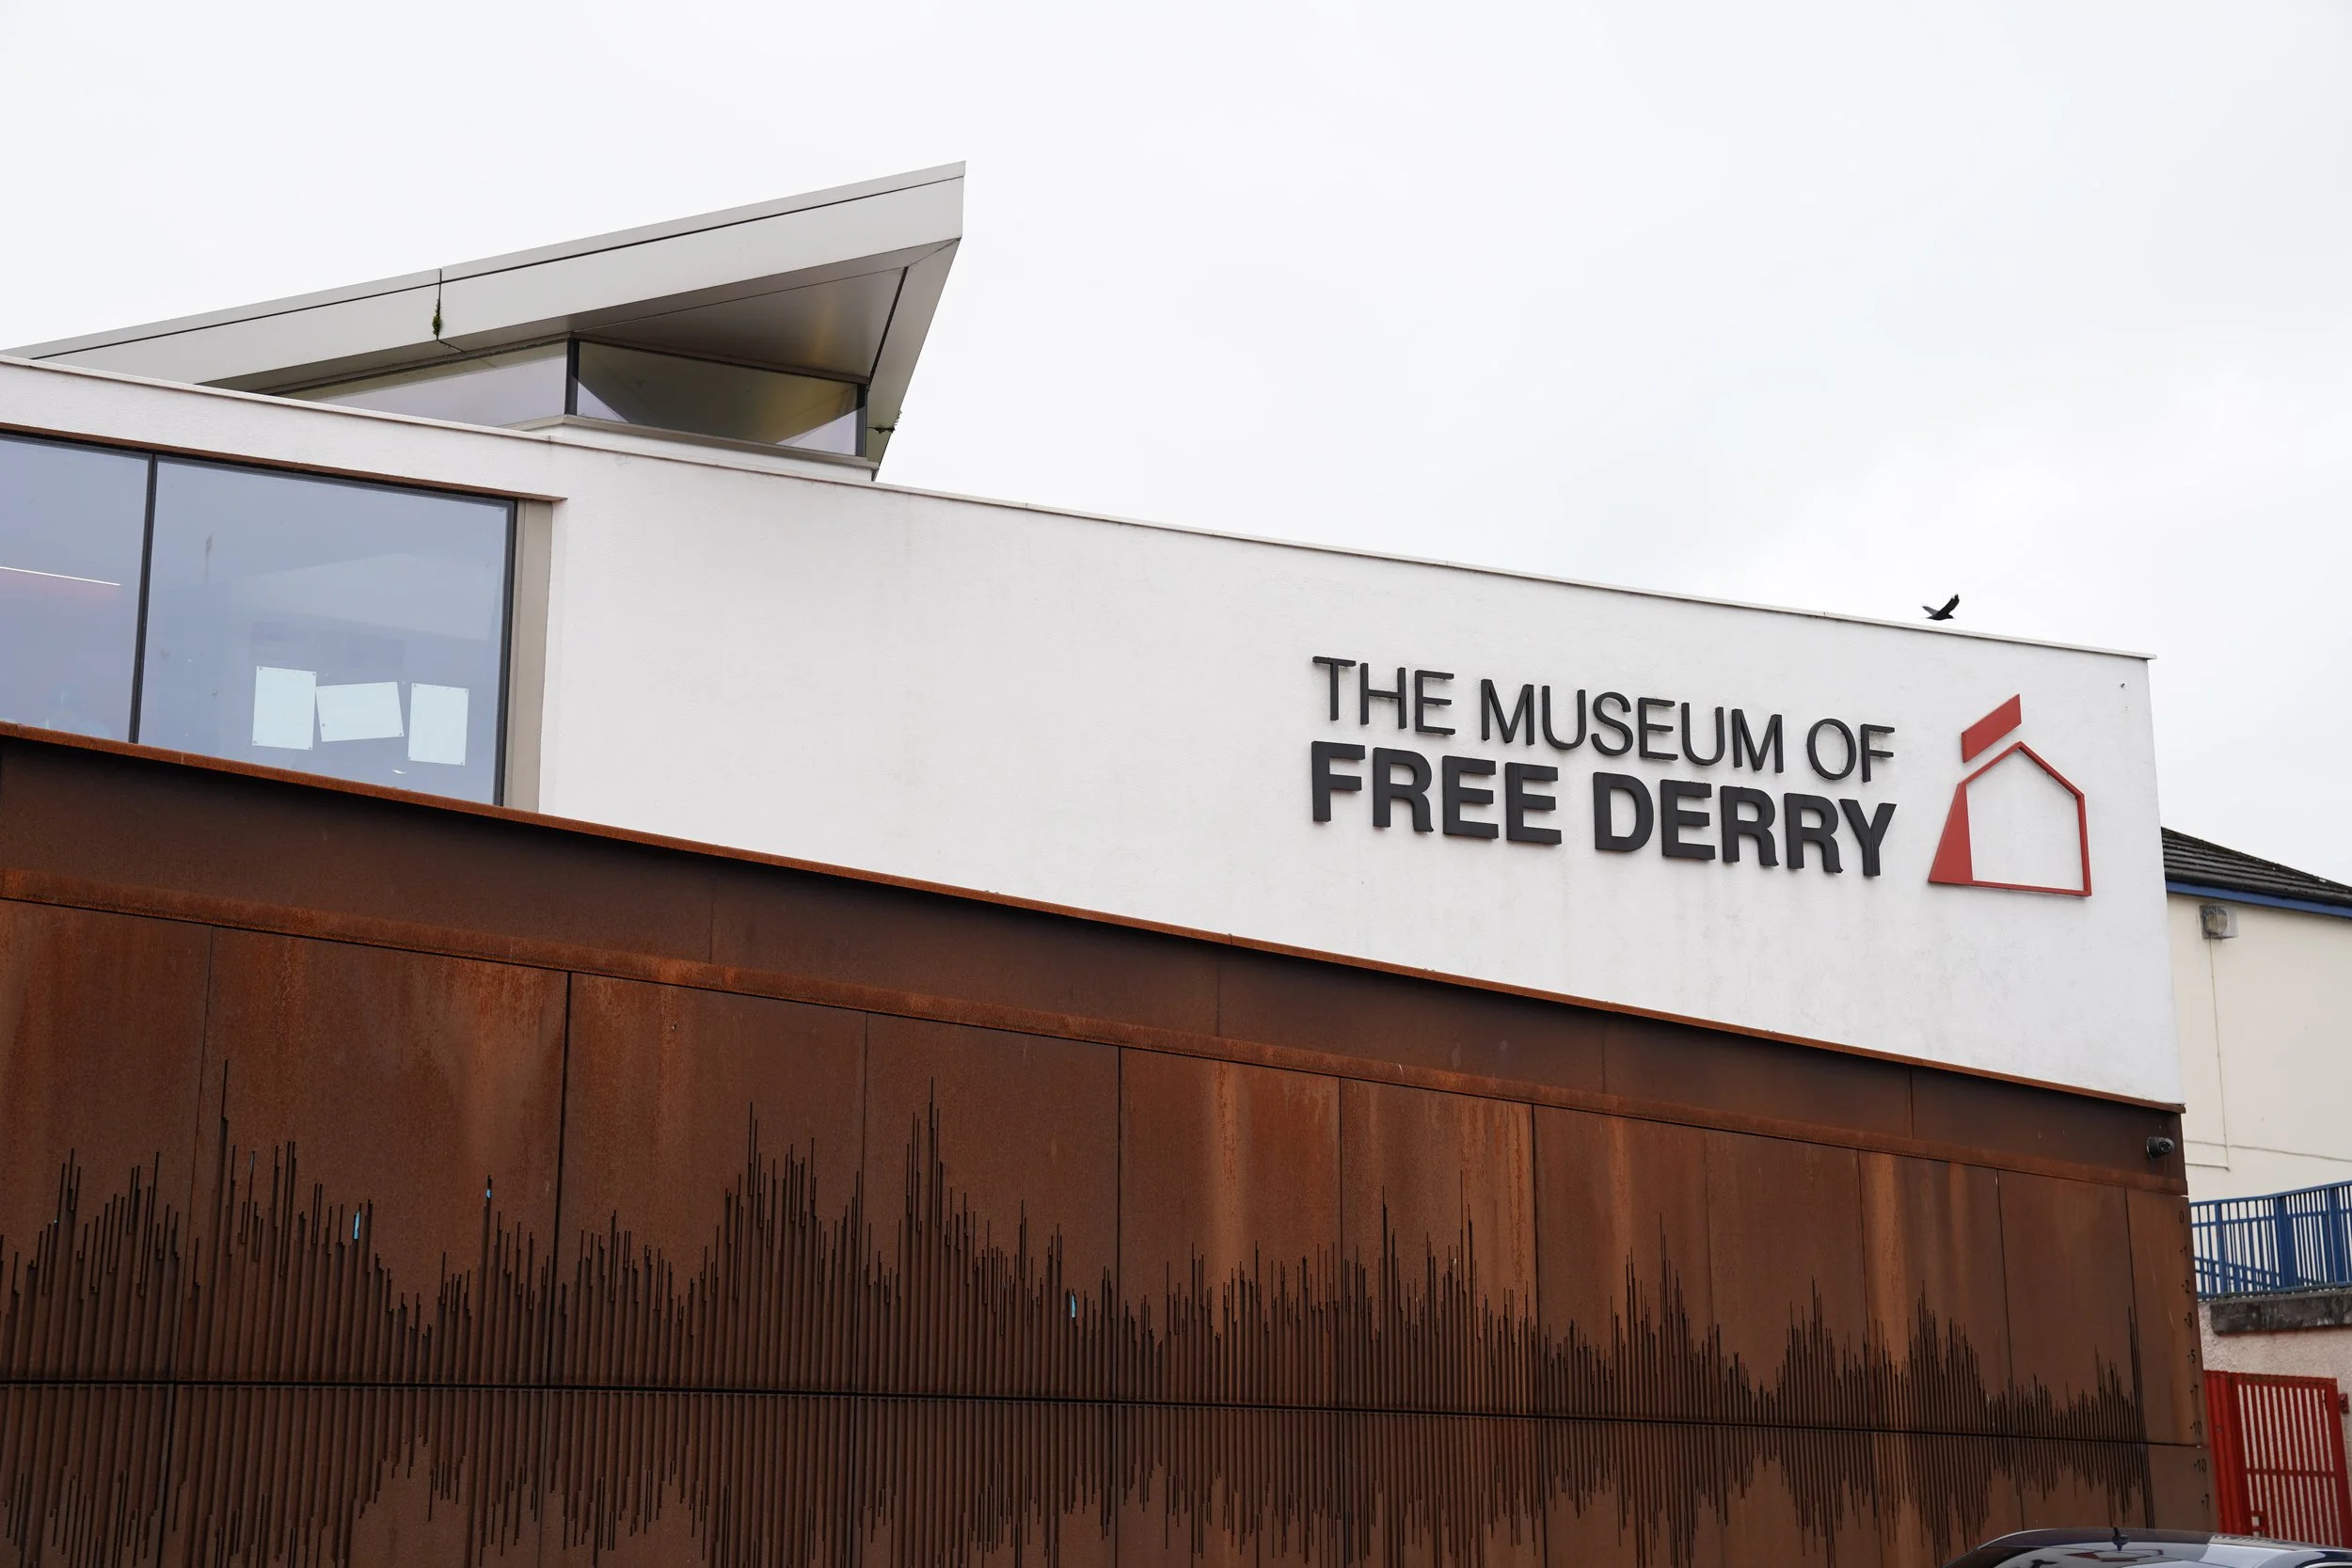 THE MUSEUM OF
FREE DERRY